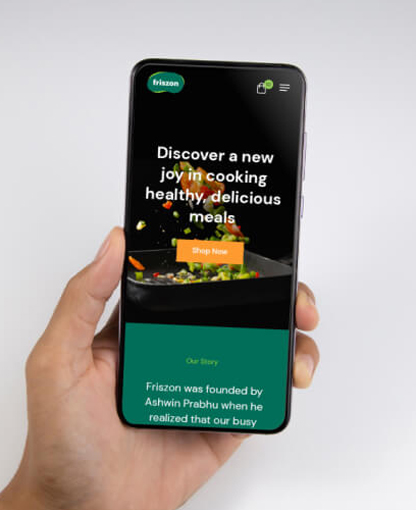 friszon
Discover a new
joy in cooking
healthy, delicious
meals
Shop Now
Our Story
Friszon was founded by
Ashwin Prabhu when he
realized that our busy